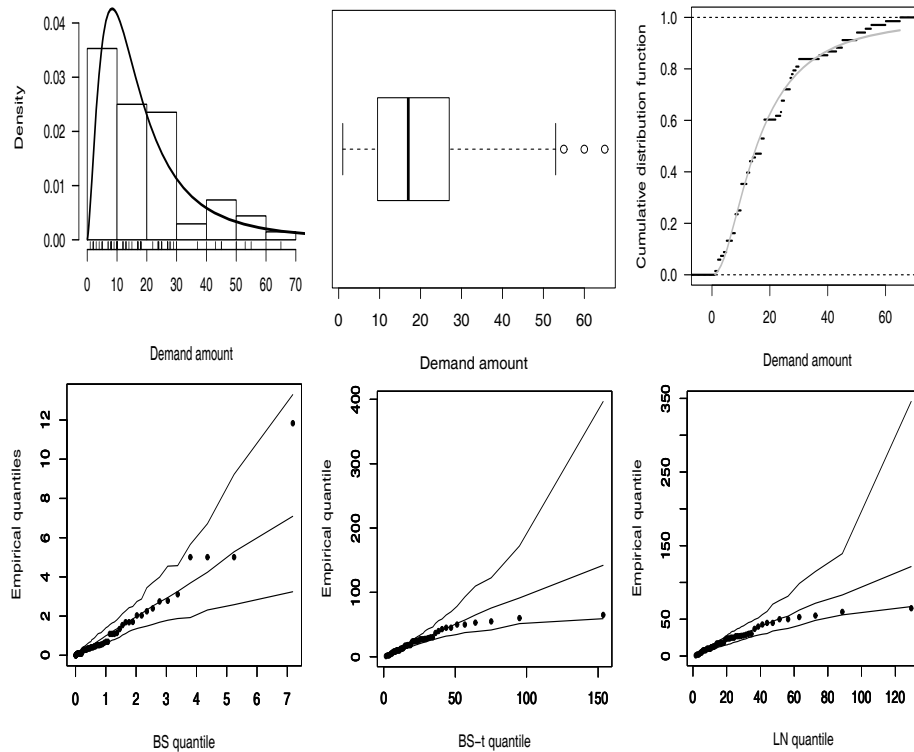 Density
0.00 0.01 0.02 0.03 0.04
0 10 20 30 40 50 60 70
Demand amount
0 10 20 30 40 50 60
Demand amount
Cumulative distribution function
0.0 0.2 0.4 0.6 0.8 1.0
0 20 40 60
Demand amount
Empirical quantiles
0 2 4 6 8 10 12
0 1 2 3 4 5 6 7
BS quantile
Empirical quantile
0 100 200 300 400
0 50 100 150
BS-t quantile
Empirical quantile
0 50 100 150 250 350
0 20 40 60 80 100 120
LN quantile